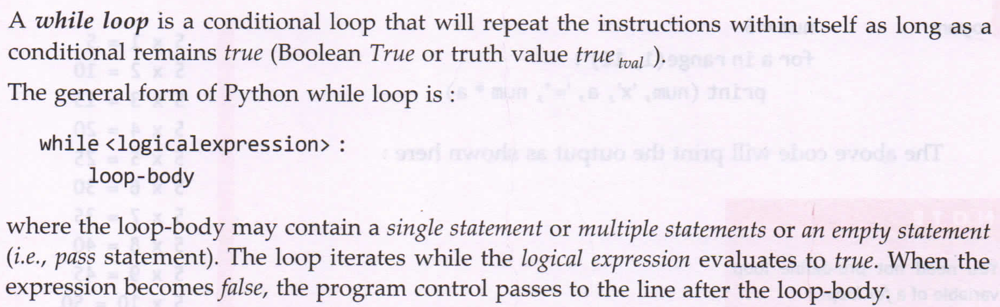 A while loop is a conditional loop that will repeat the instructions within itself as long as a
conditional remains true (Boolean True or truth value true tval ).
The general form of Python while loop is :
while <logicalexpression> :
loop-body
where the loop-body may contain a single statement or multiple statements or an empty statement
(i.e., pass statement). The loop iterates while the logical expression evaluates to true. When the
expression becomes false, the program control passes to the line after the loop-body.